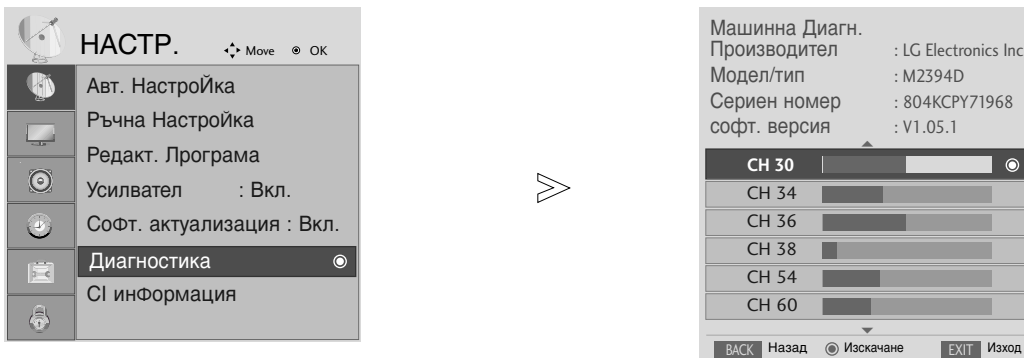 НАСТР. Move OK
Авт. НастроЙка
Ръчна НастроЙка
Редакт. Програма
Усилвател : Вкл.
СоФт. актуализация : Вкл.
Диагностика
CI инФормация
Машинна Диагн.
Производител : LG Electronics Inc
Модел/тип : M2394D
Сериен номер : 804KCPY71968
софт. версия : V1.05.1
CH 30
CH 34
CH 36
CH 38
CH 54
CH 60
BACK Назад Изскачане EXIT Изход